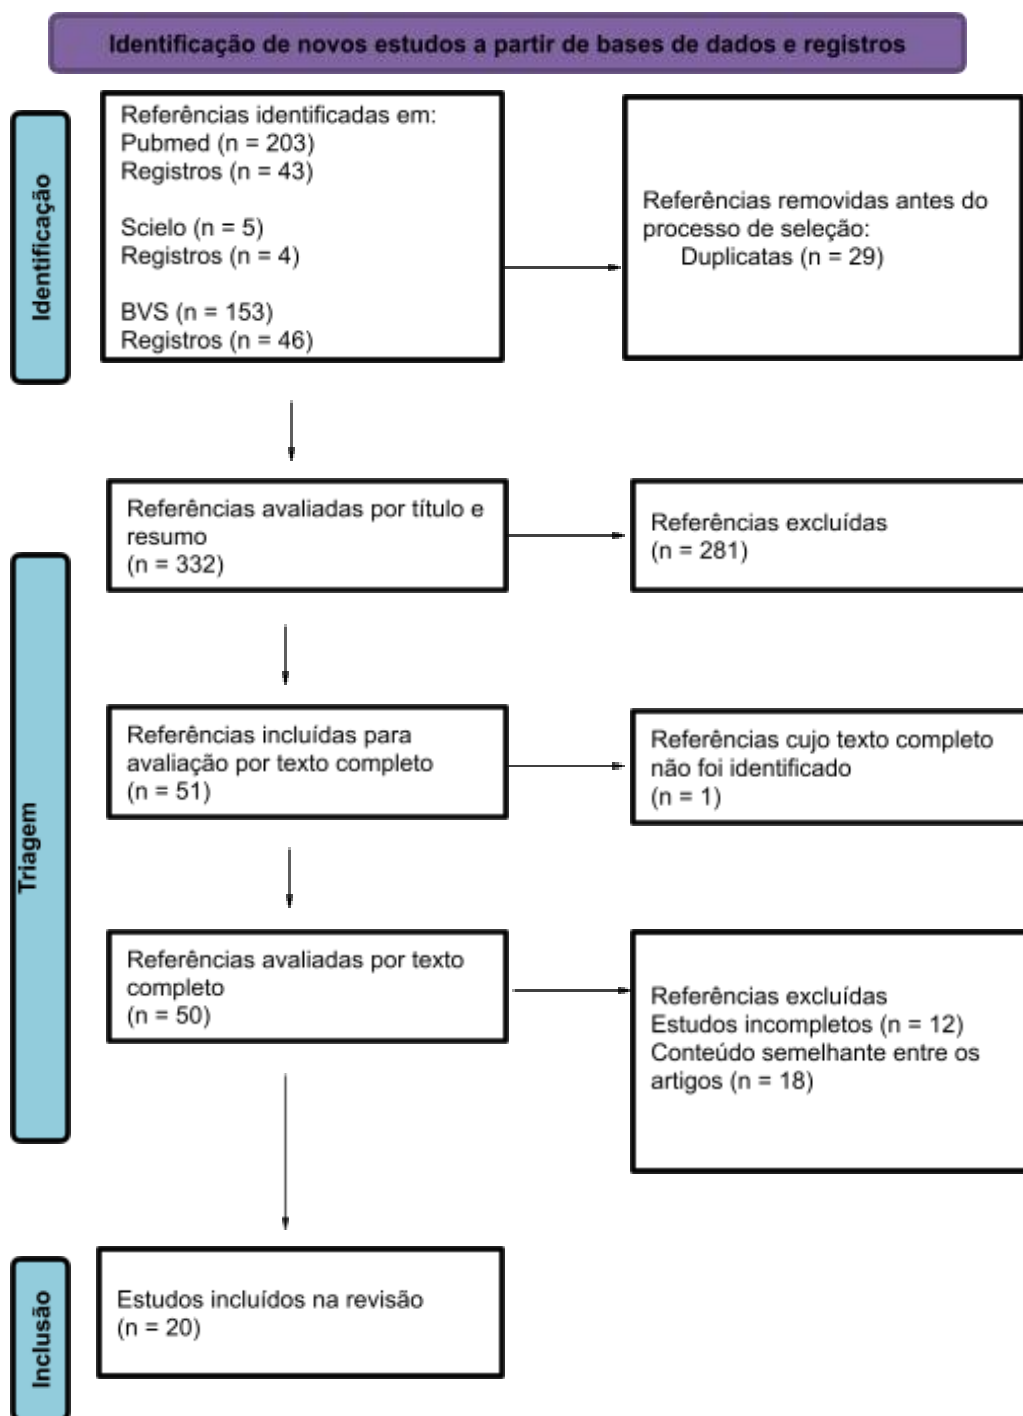 Identificação de novos estudos a partir de bases de dados e registros
Identificação
Referências identificadas em:
Pubmed (n = 203)
Registros (n = 43)
Scielo (n = 5)
Registros (n = 4)
BVS (n = 153)
Registros (n = 46)
Referências removidas antes do
processo de seleção:
Duplicatas (n = 29)
Triagem
Referências avaliadas por título e
resumo
(n = 332)
Referências excluídas
(n = 281)
Referências incluídas para
avaliação por texto completo
(n = 51)
Referências cujo texto completo
não foi identificado
(n = 1)
Referências avaliadas por texto
completo
(n = 50)
Referências excluídas
Estudos incompletos (n = 12)
Conteúdo semelhante entre os
artigos (n = 18)
Inclusão
Estudos incluídos na revisão
(n = 20)